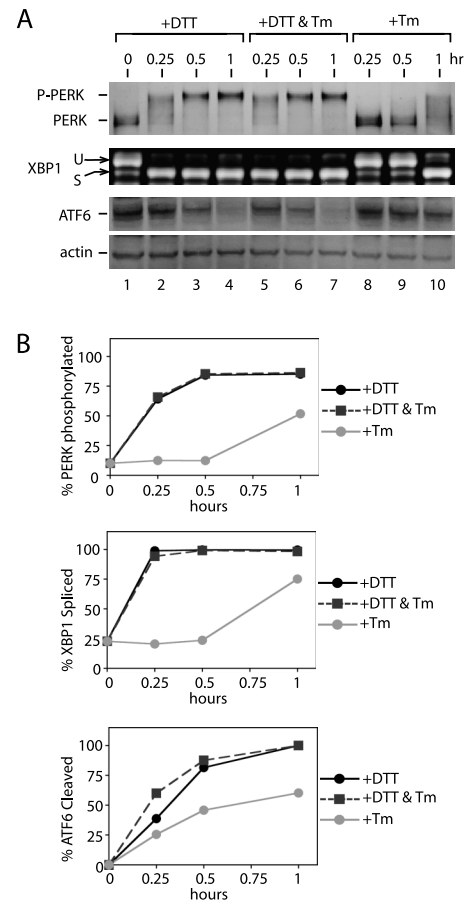 A
+DTT +DTT & Tm +Tm
0 0.25 0.5 1 0.25 0.5 1 0.25 0.5 1 hr
P-PERK
PERK
XBP1 U
S
ATF6
actin
1 2 3 4 5 6 7 8 9 10
B
% PERK phosphorylated
100
75
50
25
0
0 0.25 0.5 0.75 1
hours
+DTT
+DTT & Tm
+Tm
% XBP1 Spliced
100
75
50
25
0
0 0.25 0.5 0.75 1
hours
+DTT
+DTT & Tm
+Tm
% ATF6 Cleaved
100
75
50
25
0
0 0.25 0.5 0.75 1
hours
+DTT
+DTT & Tm
+Tm